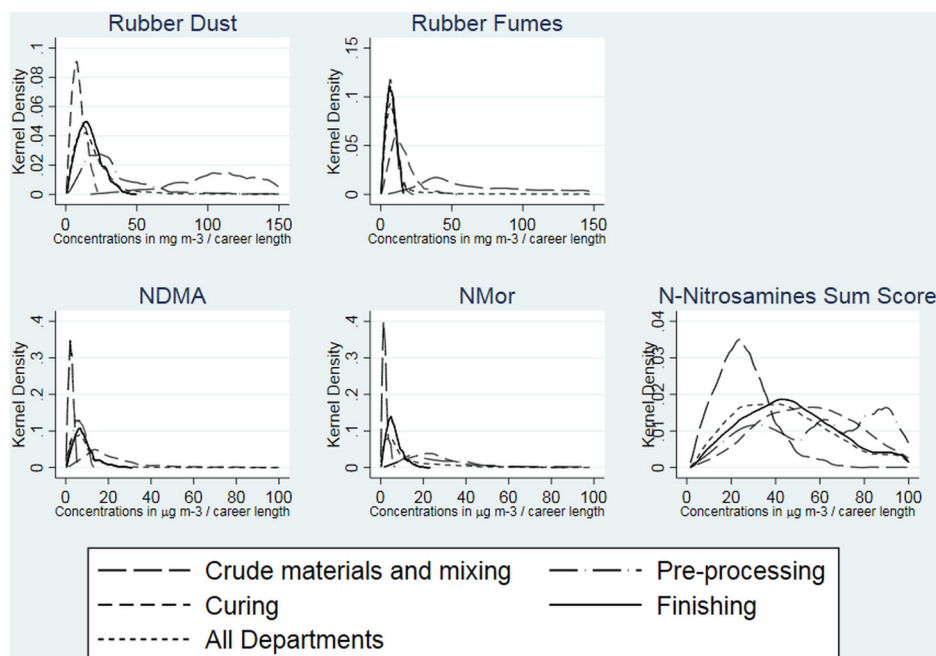 Rubber Dust
Kernel Density
0 .02 .04 .06 .08 .1
0 50 100 150
Concentrations in mg m-3 / career length
Rubber Fumes
Kernel Density
0 .05 .1 .15
0 50 100 150
Concentrations in mg m-3 / career length
NDMA
Kernel Density
0 .1 .2 .3 .4
0 20 40 60 80 100
Concentrations in μg m-3 / career length
NMor
Kernel Density
0 .1 .2 .3 .4
0 20 40 60 80 100
Concentrations in μg m-3 / career length
N-Nitrosamines Sum Score
Kernel Density
0 .01 .02 .03 .04
0 20 40 60 80 100
Concentrations in μg m-3 / career length
Crude materials and mixing
Pre-processing
Curing
Finishing
All Departments